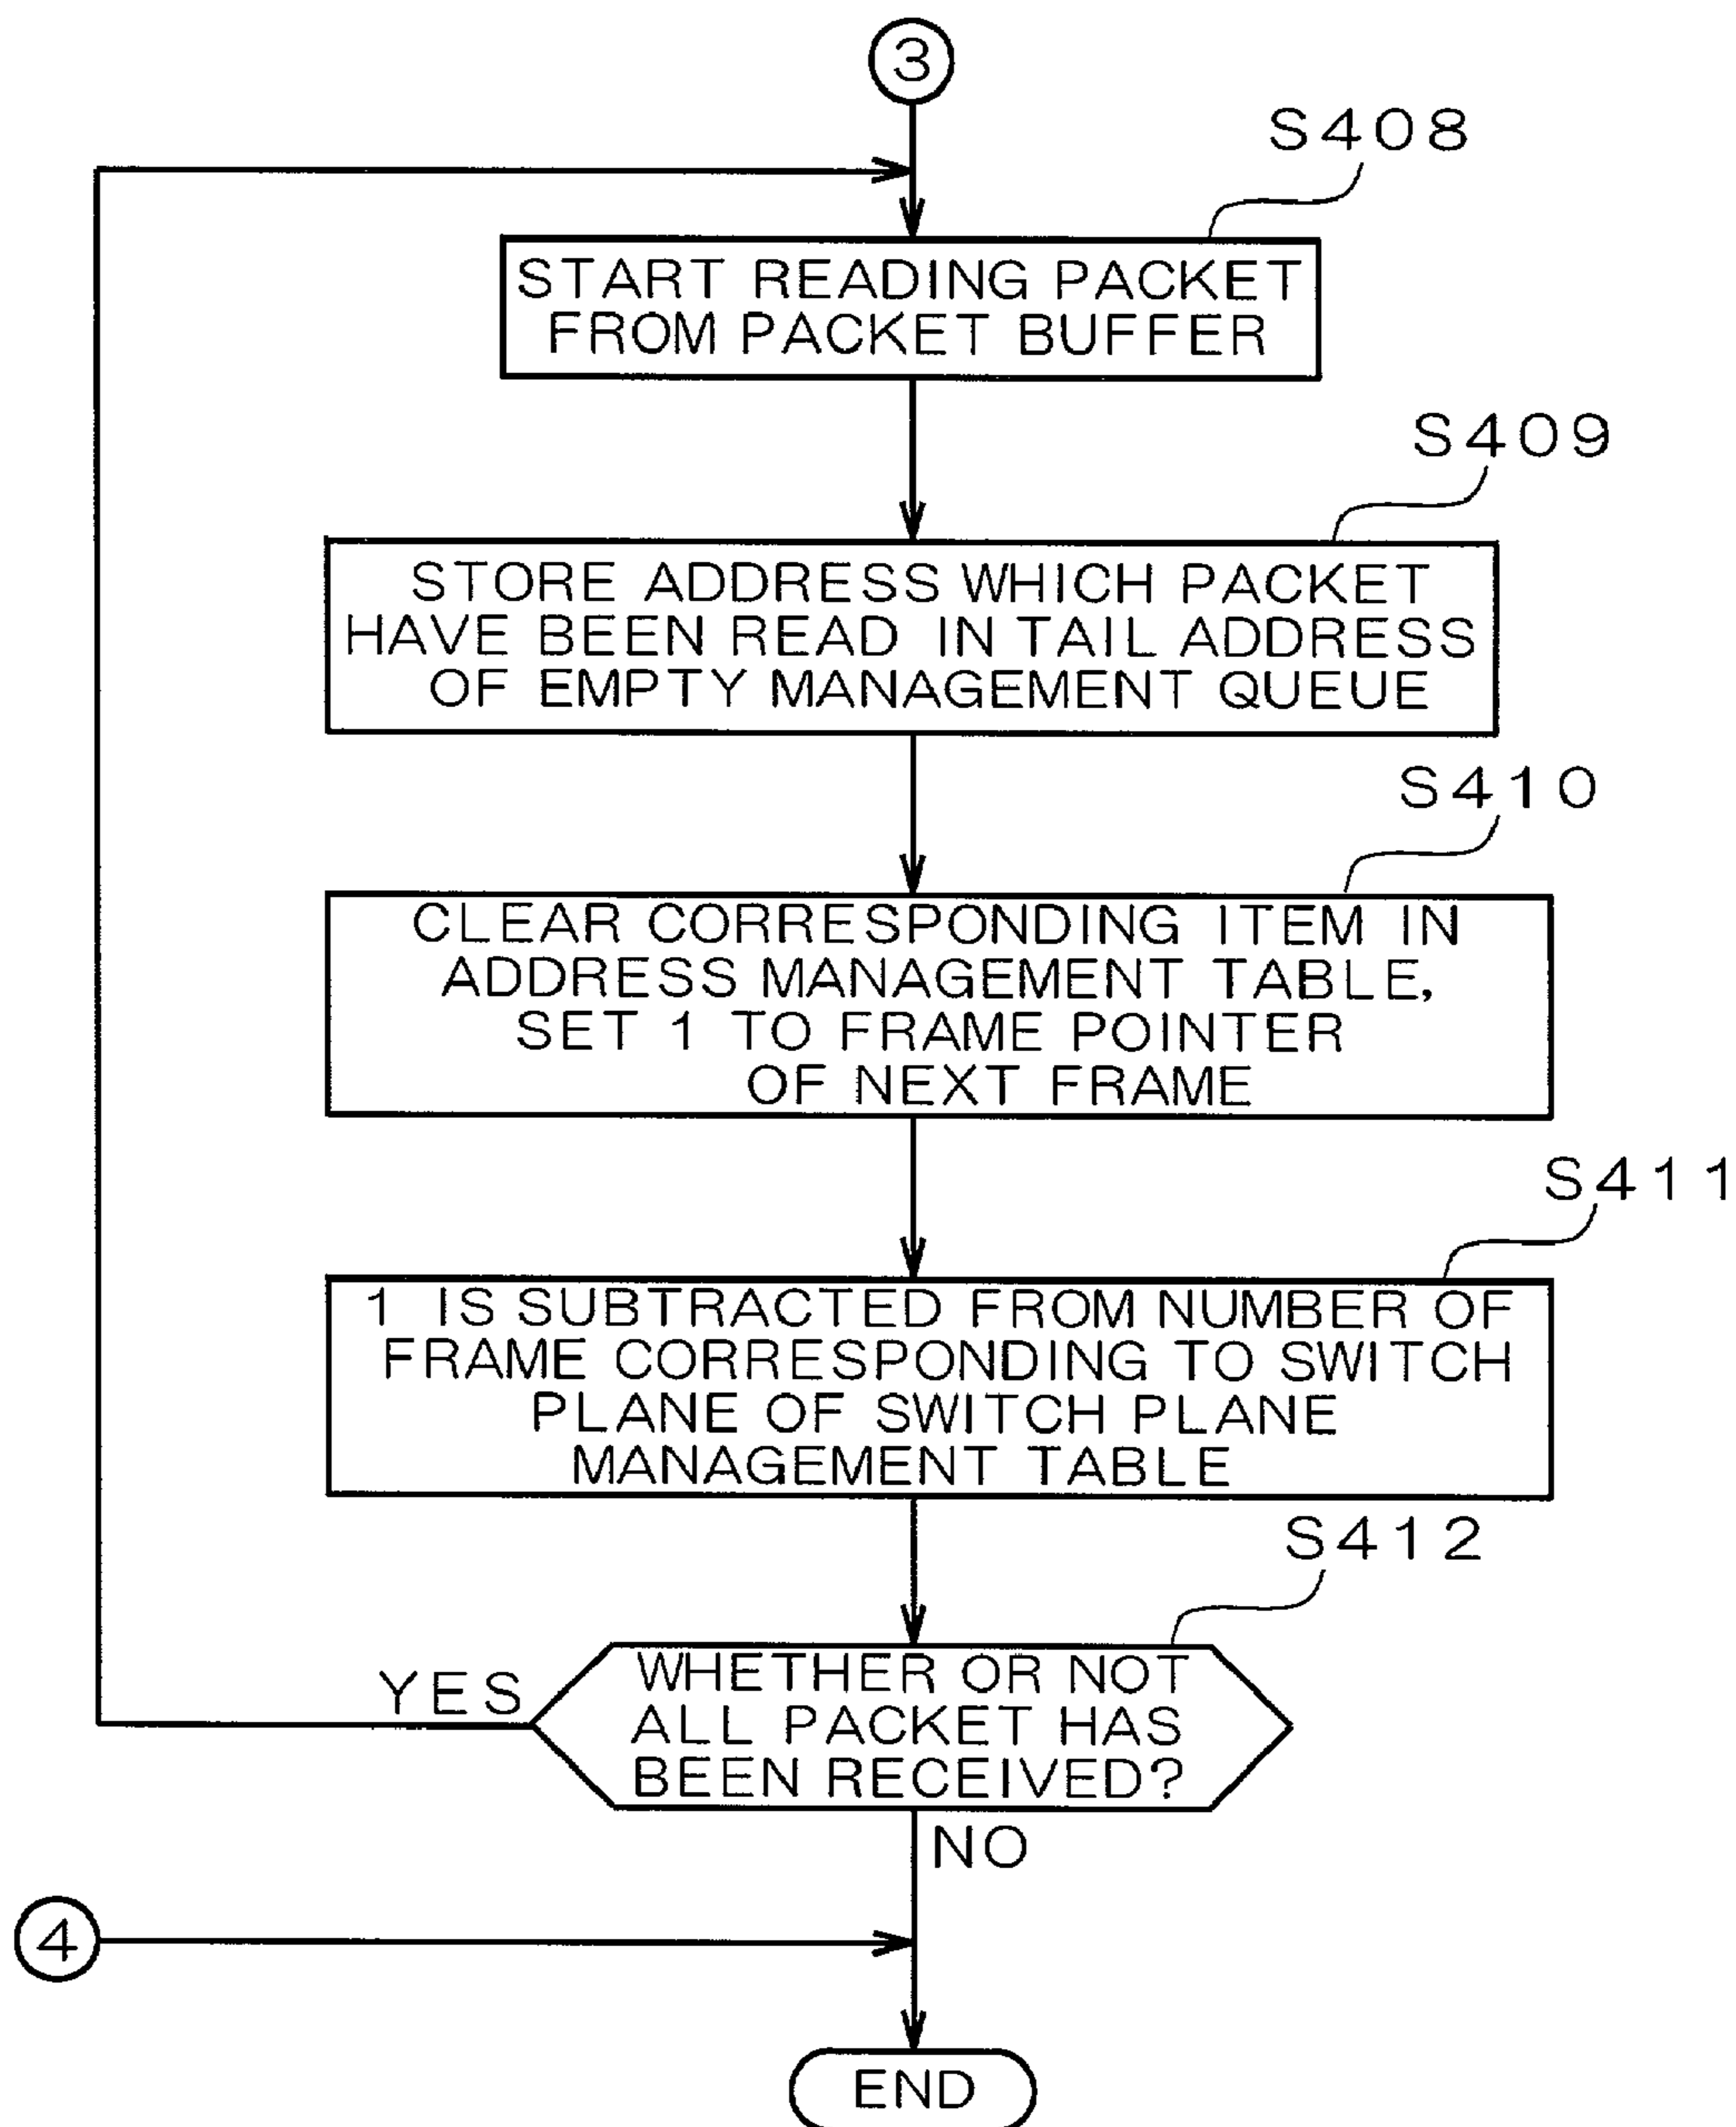 3
S408
START READING PACKET
FROM PACKET BUFFER
S409
STORE ADDRESS WHICH PACKET
HAVE BEEN READ IN TAIL ADDRESS
OF EMPTY MANAGEMENT QUEUE
S410
CLEAR CORRESPONDING ITEM IN
ADDRESS MANAGEMENT TABLE,
SET 1 TO FRAME POINTER
OF NEXT FRAME
S411
1 IS SUBTRACTED FROM NUMBER OF
FRAME CORRESPONDING TO SWITCH
PLANE OF SWITCH PLANE
MANAGEMENT TABLE
S412
YES
WHETHER OR NOT
ALL PACKET HAS
BEEN RECEIVED?
NO
4
END